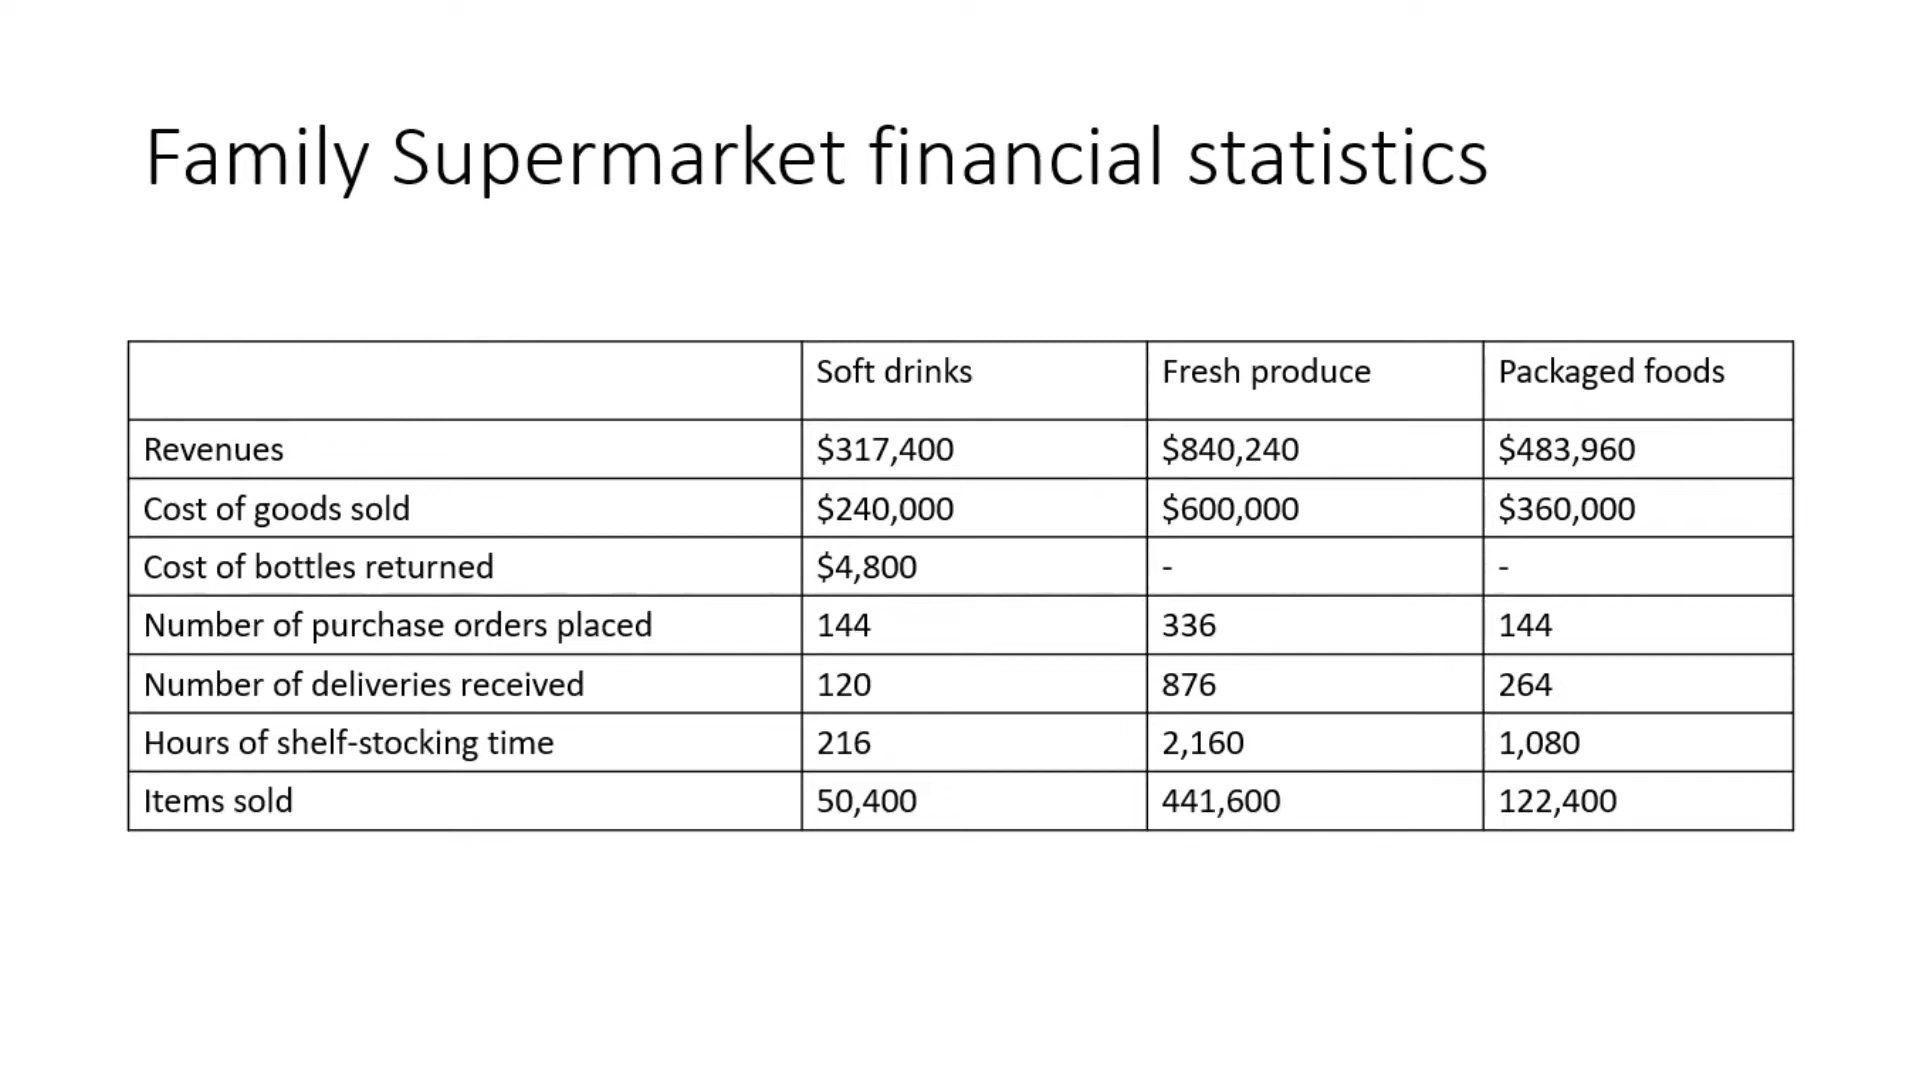 Family Supermarket financial statistics
Soft drinks Fresh produce Packaged foods
Revenues $317,400 $840,240 $483,960
Cost of goods sold $240,000 $600,000 $360,000
Cost of bottles returned $4,800 - -
Number of purchase orders placed 144 336 144
Number of deliveries received 120 876 264
Hours of shelf-stocking time 216 2,160 1,080
Items sold 50,400 441,600 122,400